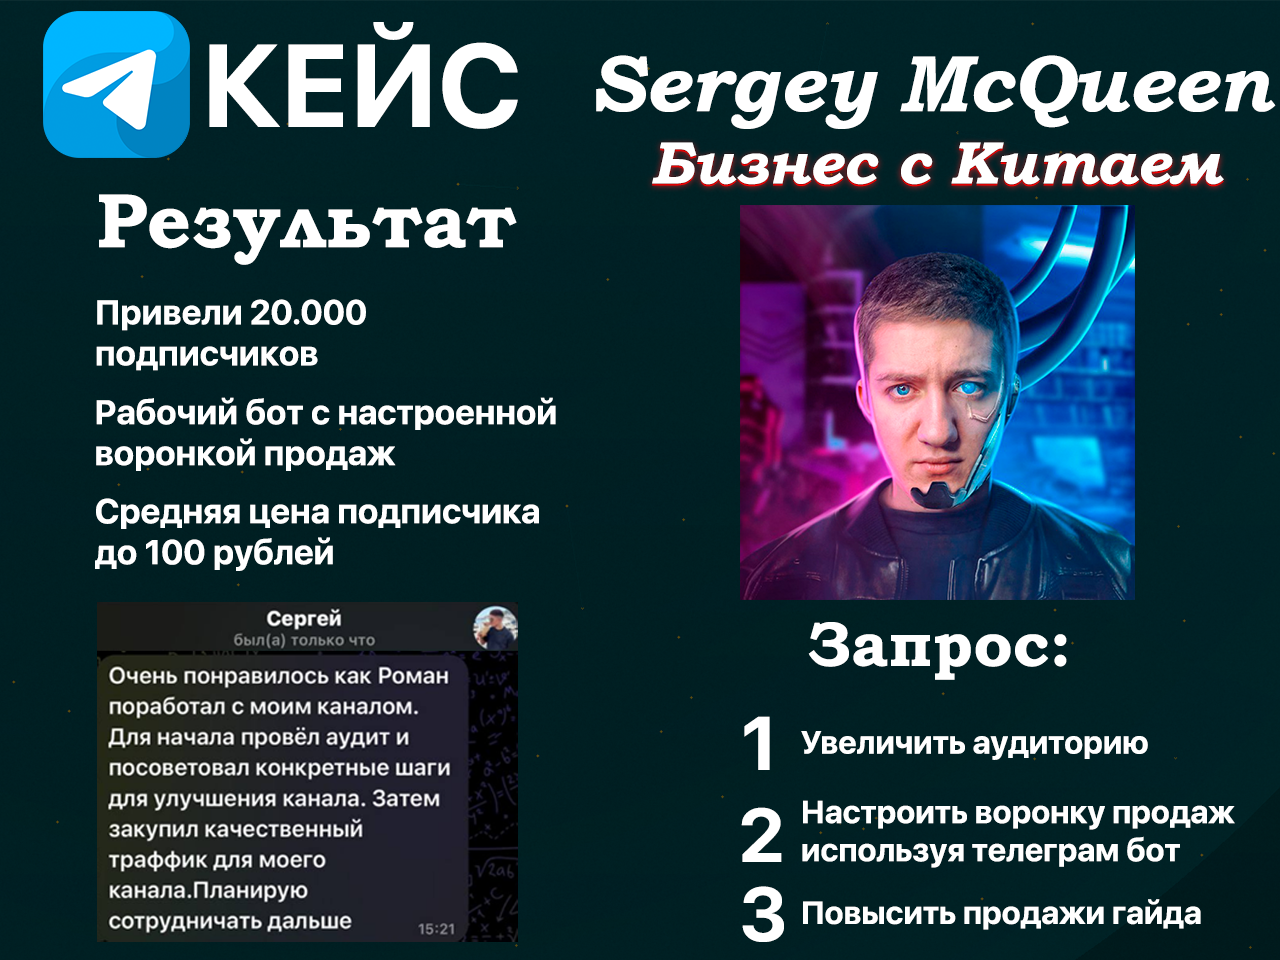 КЕЙС
Результат
Привели 20.000
подписчиков
Рабочий бот с настроенной
воронкой продаж
Средняя цена подписчика
до 100 рублей
Сергей
был(а) только что
Очень понравилось как Роман
поработал с моим каналом.
Для начала провёл аудит и
посоветовал конкретные шаги
для улучшения канала. Затем
закупил качественный
траффик для моего
канала.Планирую
сотрудничать дальше
15:21
Sergey McQueen
Бизнес с Китаем
Запрос:
1 Увеличить аудиторию
2 Настроить воронку продаж
используя телеграм бот
3 Повысить продажи гайда